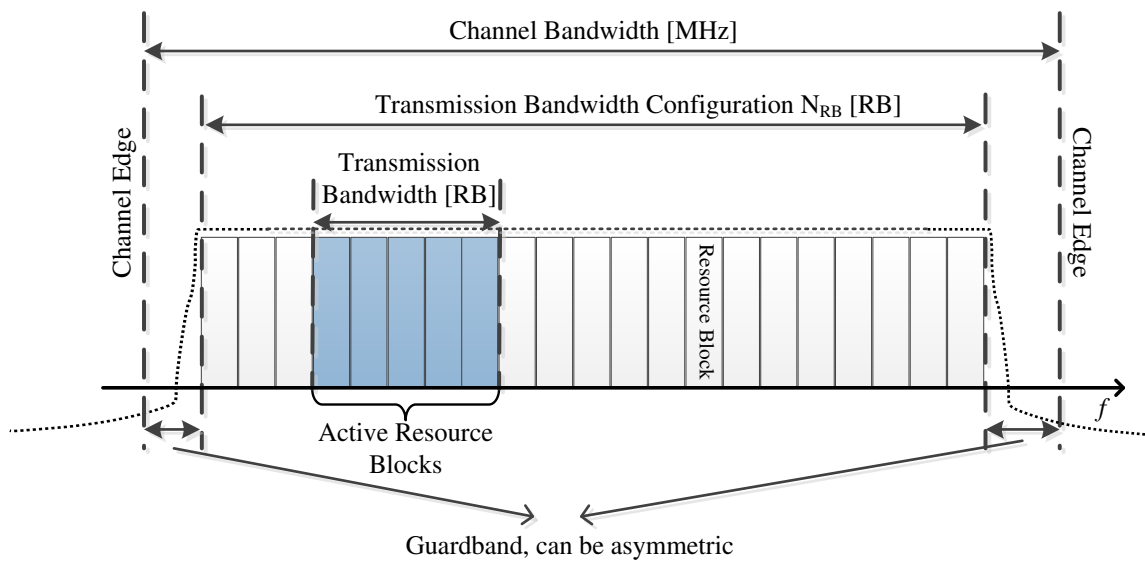 Channel Bandwidth [MHz]
Transmission Bandwidth Configuration N_RB [RB]
Channel Edge
Transmission
Bandwidth [RB]
Channel Edge
Resource Block
f
Active Resource
Blocks
Guardband, can be asymmetric